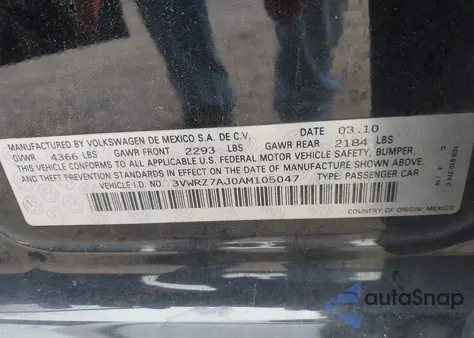 MANUFACTURED BY VOLKSWAGEN DE MEXICO S.A. DE C.V. DATE 03.10
GVWR 4366 LBS GAWR FRONT 2293 LBS GAWR REAR 2184 LBS
THIS VEHICLE CONFORMS TO ALL APPLICABLE U.S. FEDERAL MOTOR VEHICLE SAFETY, BUMPER,
AND THEFT PREVENTION STANDARDS IN EFFECT ON THE DATE OF MANUFACTURE SHOWN ABOVE.
VEHICLE I.D. NO.: 3VWRZ7AJ0AM105047 TYPE: PASSENGER CAR
COUNTRY OF ORIGIN: MEXICO
autoSnap